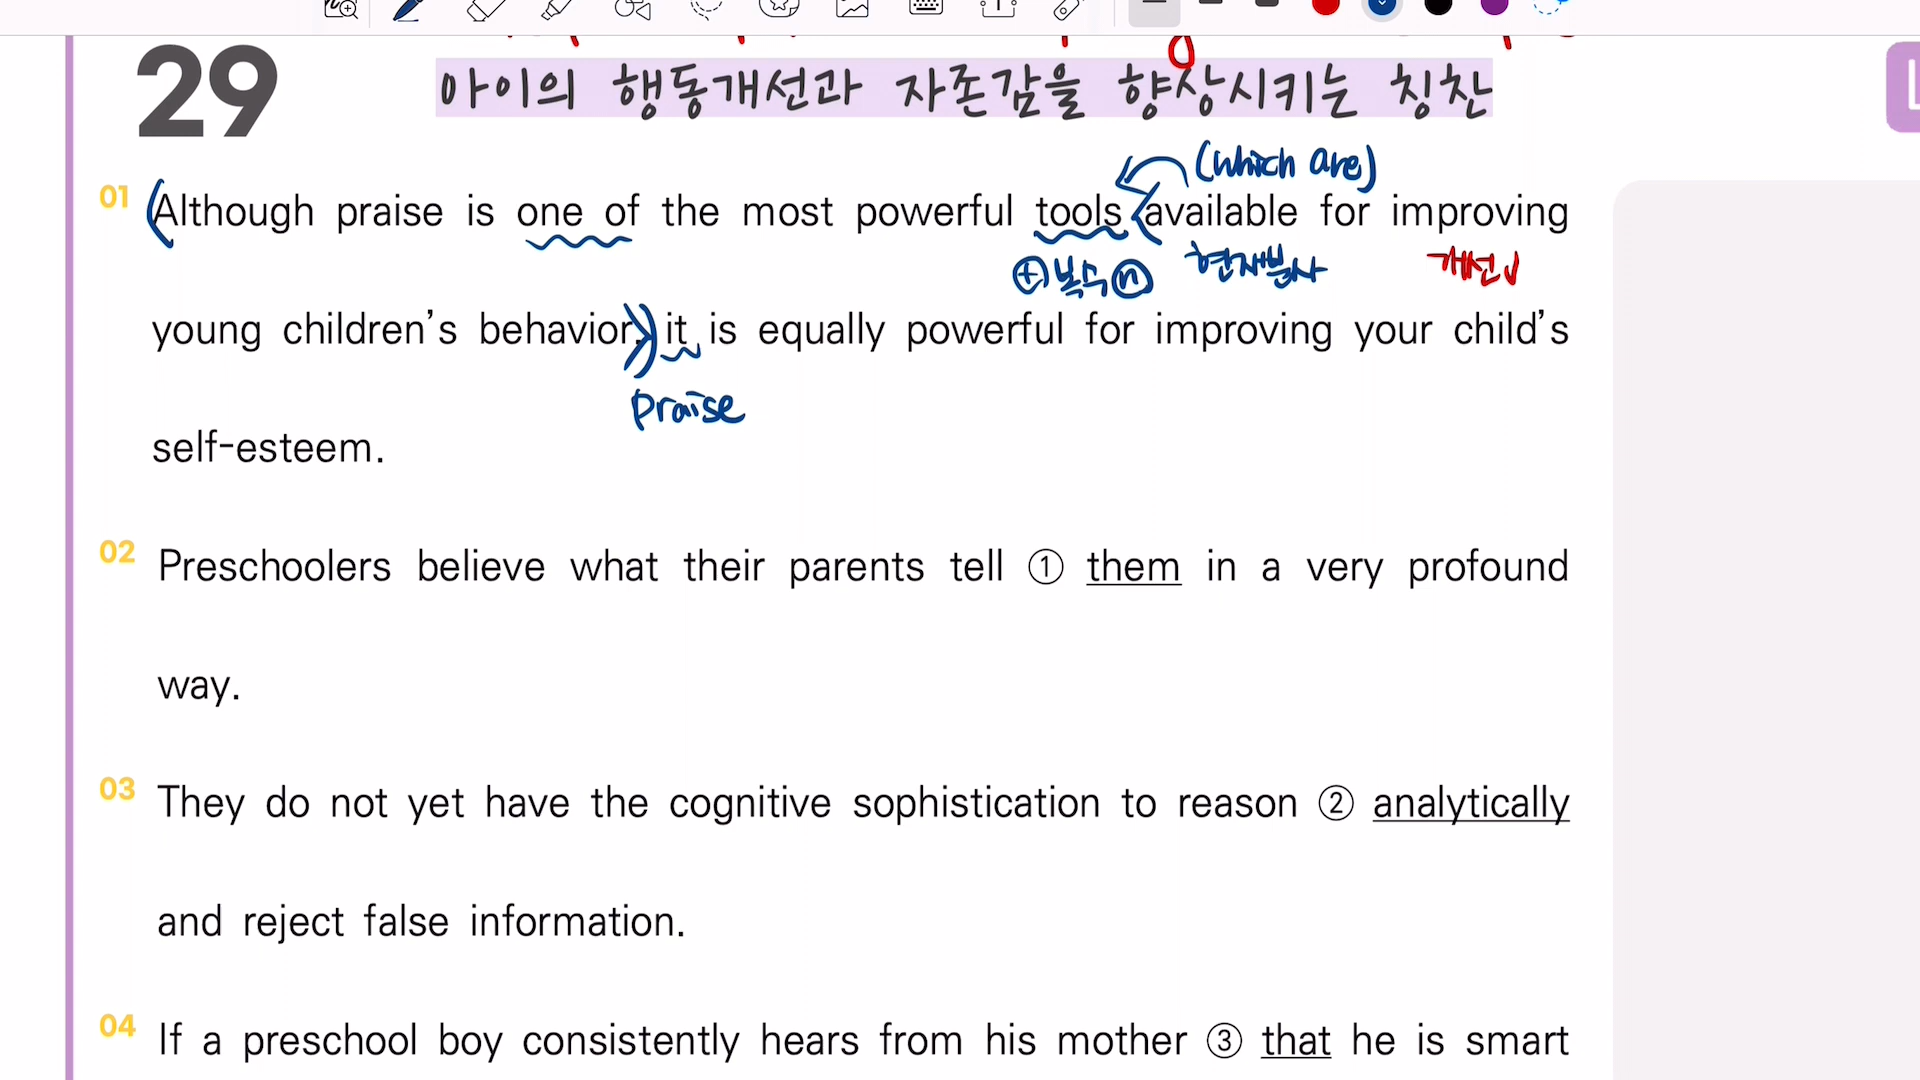 29
아이의 행동개선과 자존감을 향상시키는 칭찬
(which are)
01 Although praise is one of the most powerful tools available for improving
+ 복수 n 현재분사 개선
young children's behavior, it is equally powerful for improving your child's
praise
self-esteem.
02 Preschoolers believe what their parents tell ① them in a very profound
way.
03 They do not yet have the cognitive sophistication to reason ② analytically
and reject false information.
04 If a preschool boy consistently hears from his mother ③ that he is smart